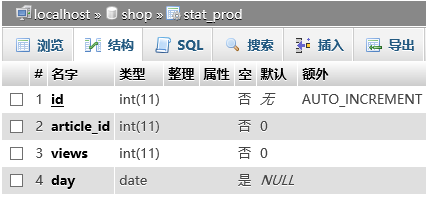 localhost » shop » stat_prod
浏览 结构 SQL 搜索 插入 导出
# 名字 类型 整理 属性 空 默认 额外
1 id int(11) 否 无 AUTO_INCREMENT
2 article_id int(11) 否 0
3 views int(11) 否 0
4 day date 是 NULL